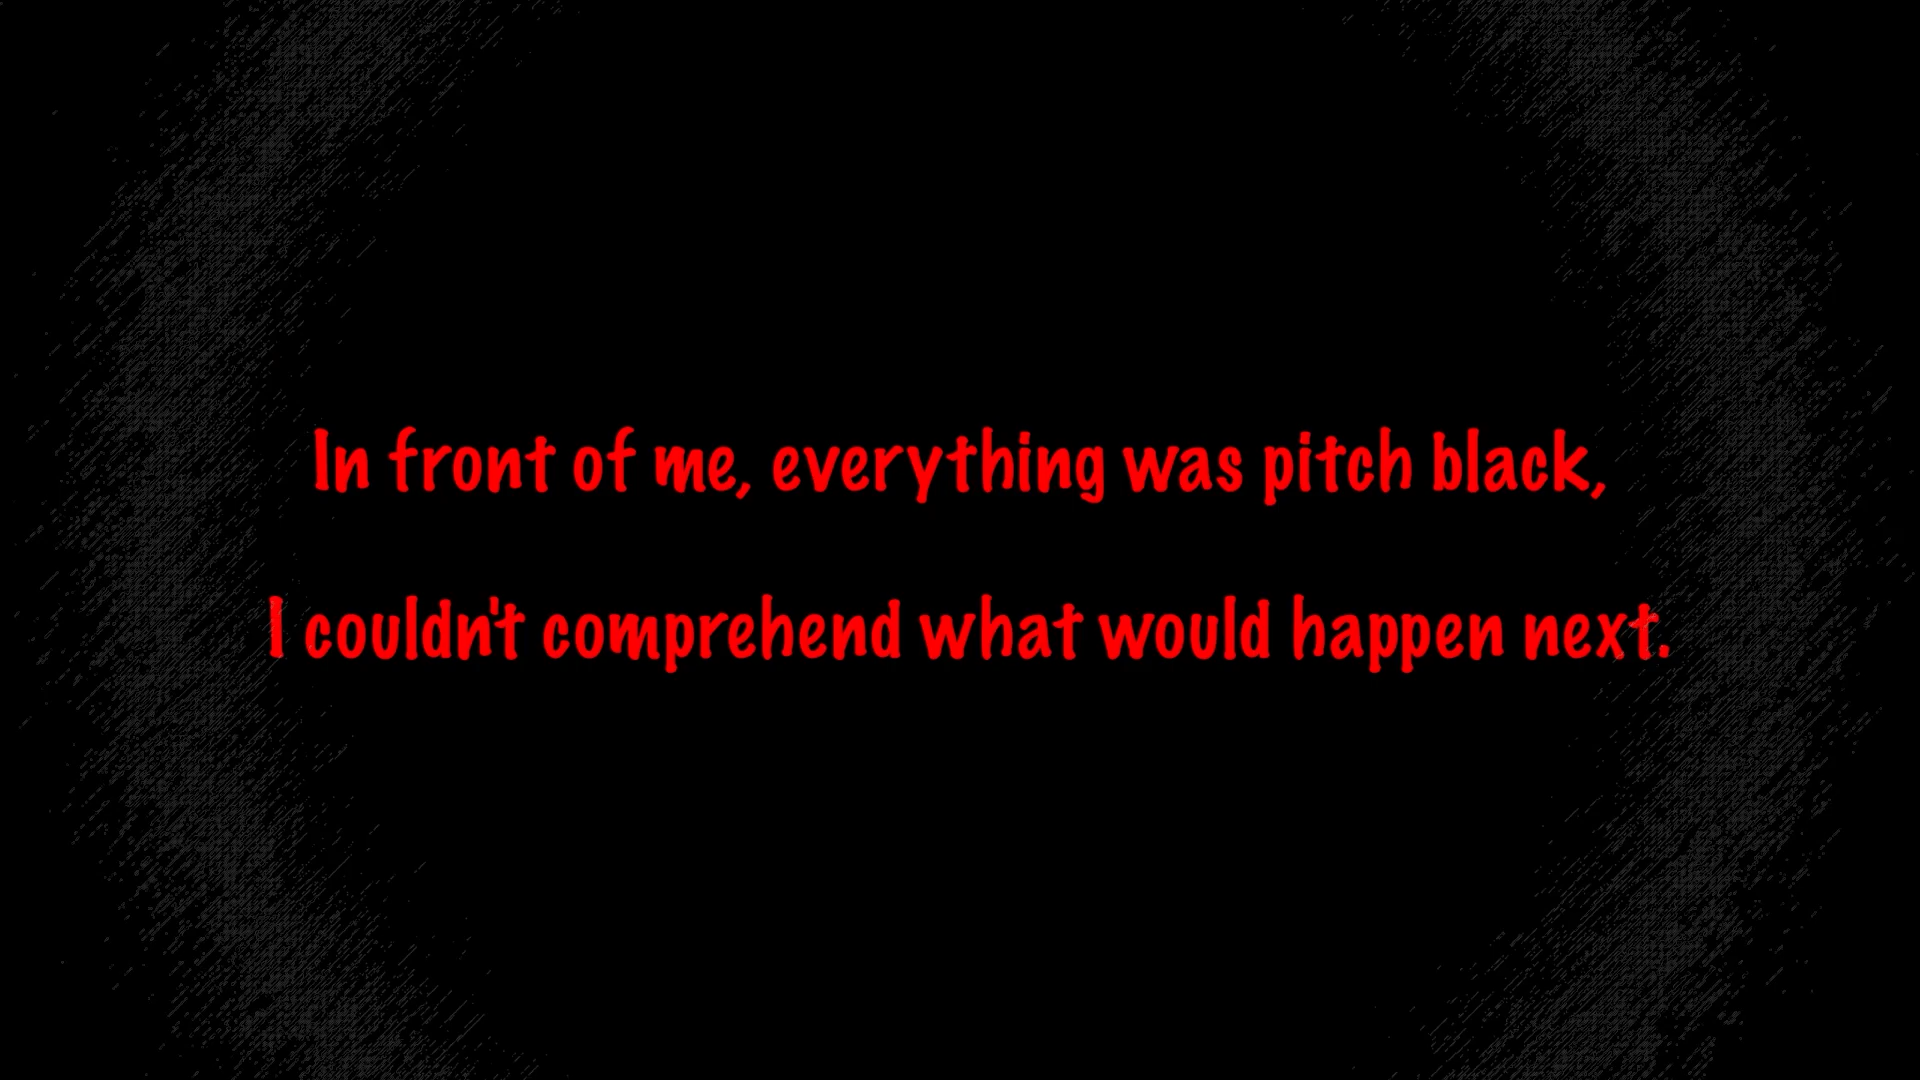 In front of me, everything was pitch black,
I couldn't comprehend what would happen next.